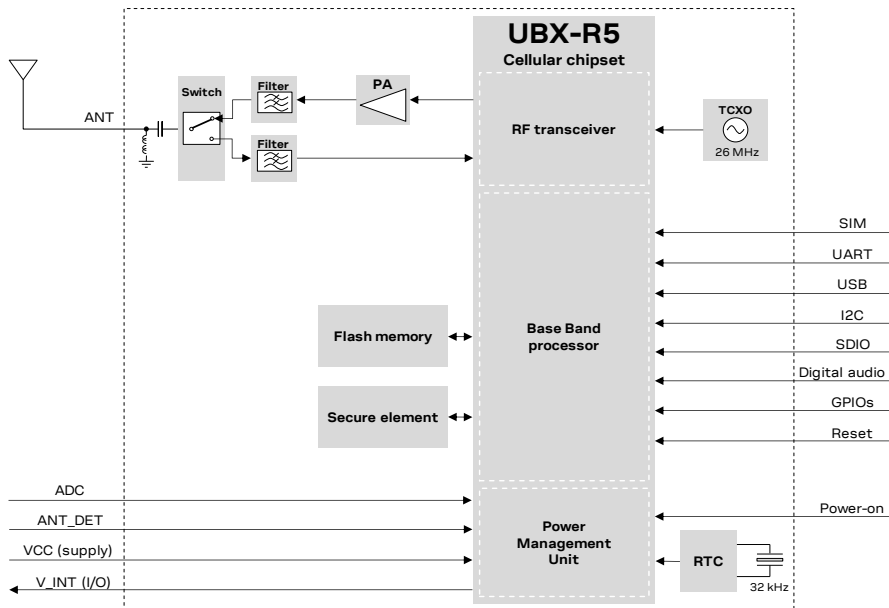 UBX-R5
Cellular chipset
ANT
Switch
Filter
PA
Filter
RF transceiver
TCXO
26 MHz
SIM
UART
USB
I2C
SDIO
Digital audio
GPIOs
Reset
Flash memory
Base Band
processor
Secure element
ADC
ANT_DET
VCC (supply)
V_INT (I/O)
Power
Management
Unit
Power-on
RTC
32 kHz